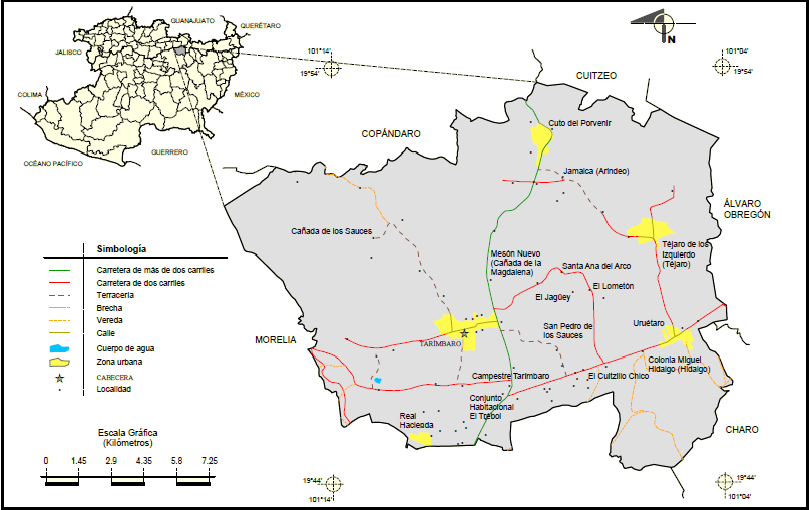 GUANAJUATO
QUERÉTARO
JALISCO
COLIMA
MÉXICO
GUERRERO
OCÉANO PACÍFICO
N
101°14'
19°54'
101°04'
19°54'
CUITZEO
COPÁNDARO
Cuto del Porvenir
Jamaica (Arindeo)
ÁLVARO
OBREGÓN
Cañada de los Sauces
Téjaro de los
Izquierdo
(Téjaro)
Mesón Nuevo
(Cañada de la
Magdalena)
Santa Ana del Arco
El Lometón
El Jagüey
Uruétaro
San Pedro de
los Sauces
MORELIA
TARÍMBARO
Colonia Miguel
Hidalgo (Hidalgo)
Campestre Tarímbaro
El Cuitzillo Chico
Conjunto
Habitacional
El Trébol
Real
Hacienda
CHARO
Simbología
Carretera de más de dos carriles
Carretera de dos carriles
Terracería
Brecha
Vereda
Calle
Cuerpo de agua
Zona urbana
CABECERA
Localidad
Escala Gráfica
(Kilómetros)
0 1.45 2.9 4.35 5.8 7.25
19°44'
101°14'
19°44'
101°04'